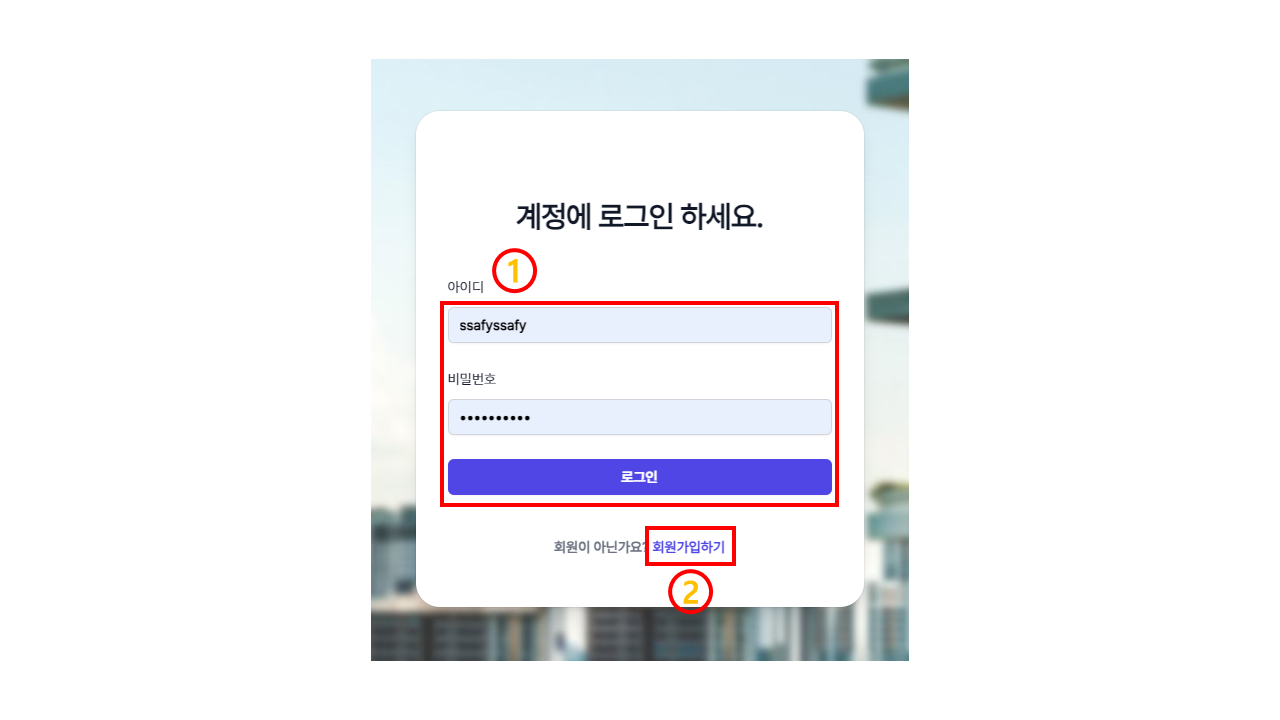 계정에 로그인 하세요.
1
아이디
ssafyssafy
비밀번호
••••••••••
로그인
회원이 아닌가요? 회원가입하기
2